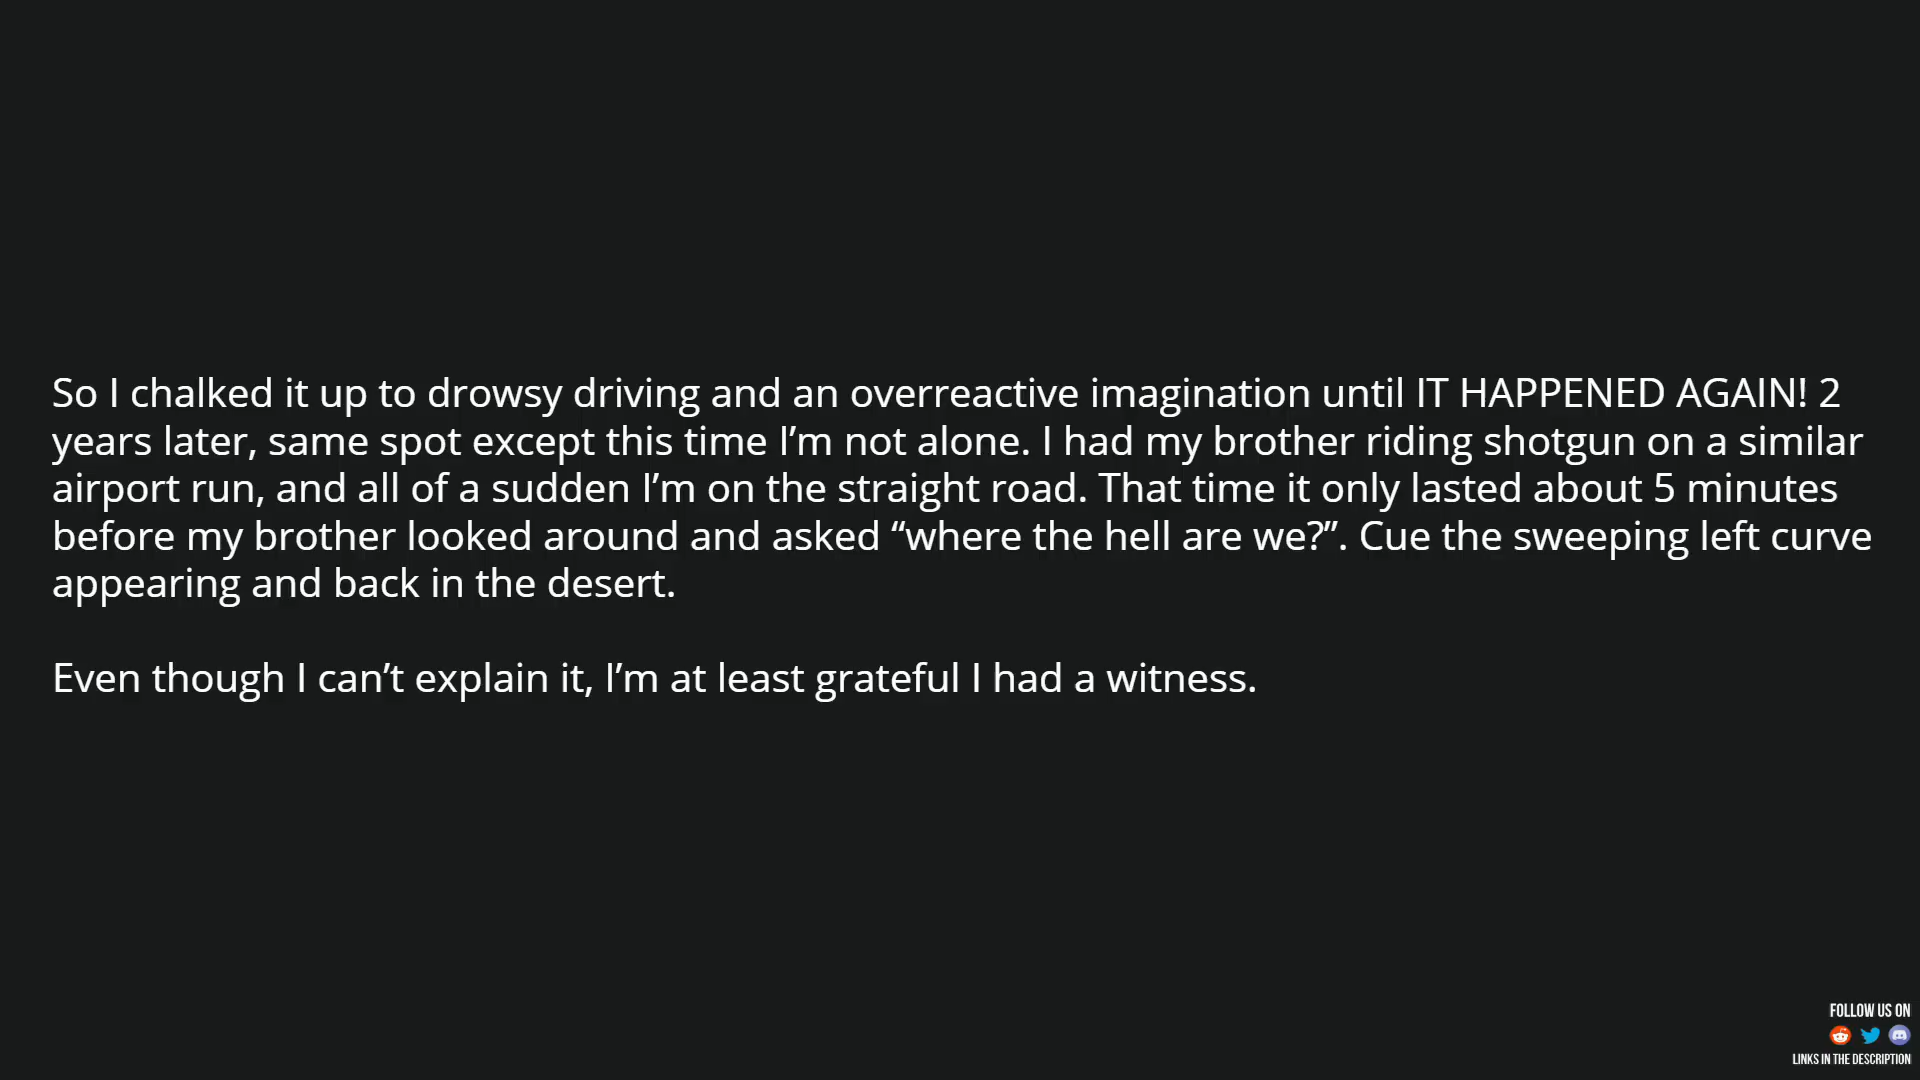 So I chalked it up to drowsy driving and an overreactive imagination until IT HAPPENED AGAIN! 2
years later, same spot except this time I’m not alone. I had my brother riding shotgun on a similar
airport run, and all of a sudden I’m on the straight road. That time it only lasted about 5 minutes
before my brother looked around and asked “where the hell are we?”. Cue the sweeping left curve
appearing and back in the desert.
Even though I can’t explain it, I’m at least grateful I had a witness.
FOLLOW US ON
LINKS IN THE DESCRIPTION